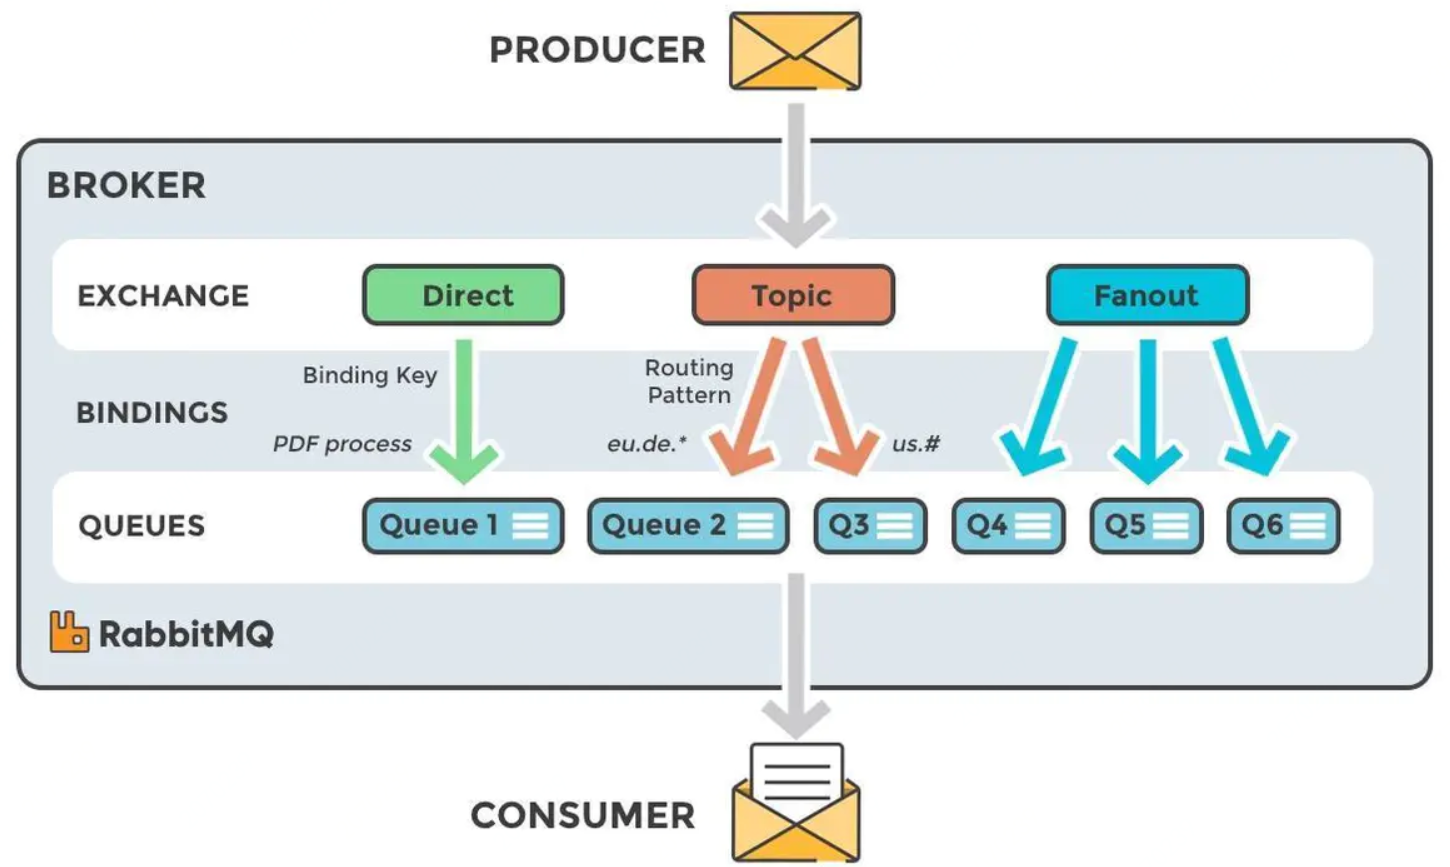 PRODUCER
BROKER
EXCHANGE
Direct
Topic
Fanout
Binding Key
Routing
Pattern
BINDINGS
PDF process
eu.de.*
us.#
QUEUES
Queue 1
Queue 2
Q3
Q4
Q5
Q6
RabbitMQ
CONSUMER